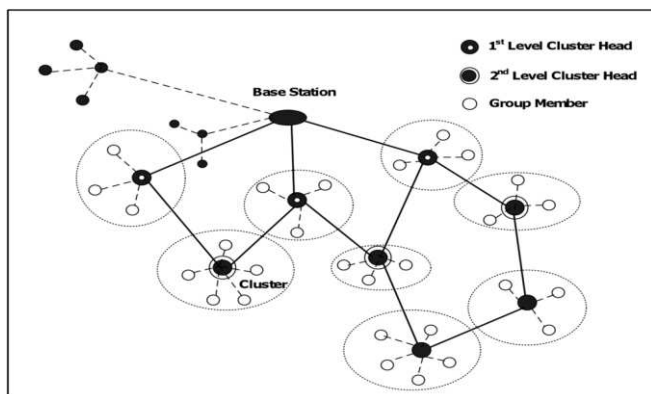 1st Level Cluster Head
2nd Level Cluster Head
Base Station
Group Member
Cluster